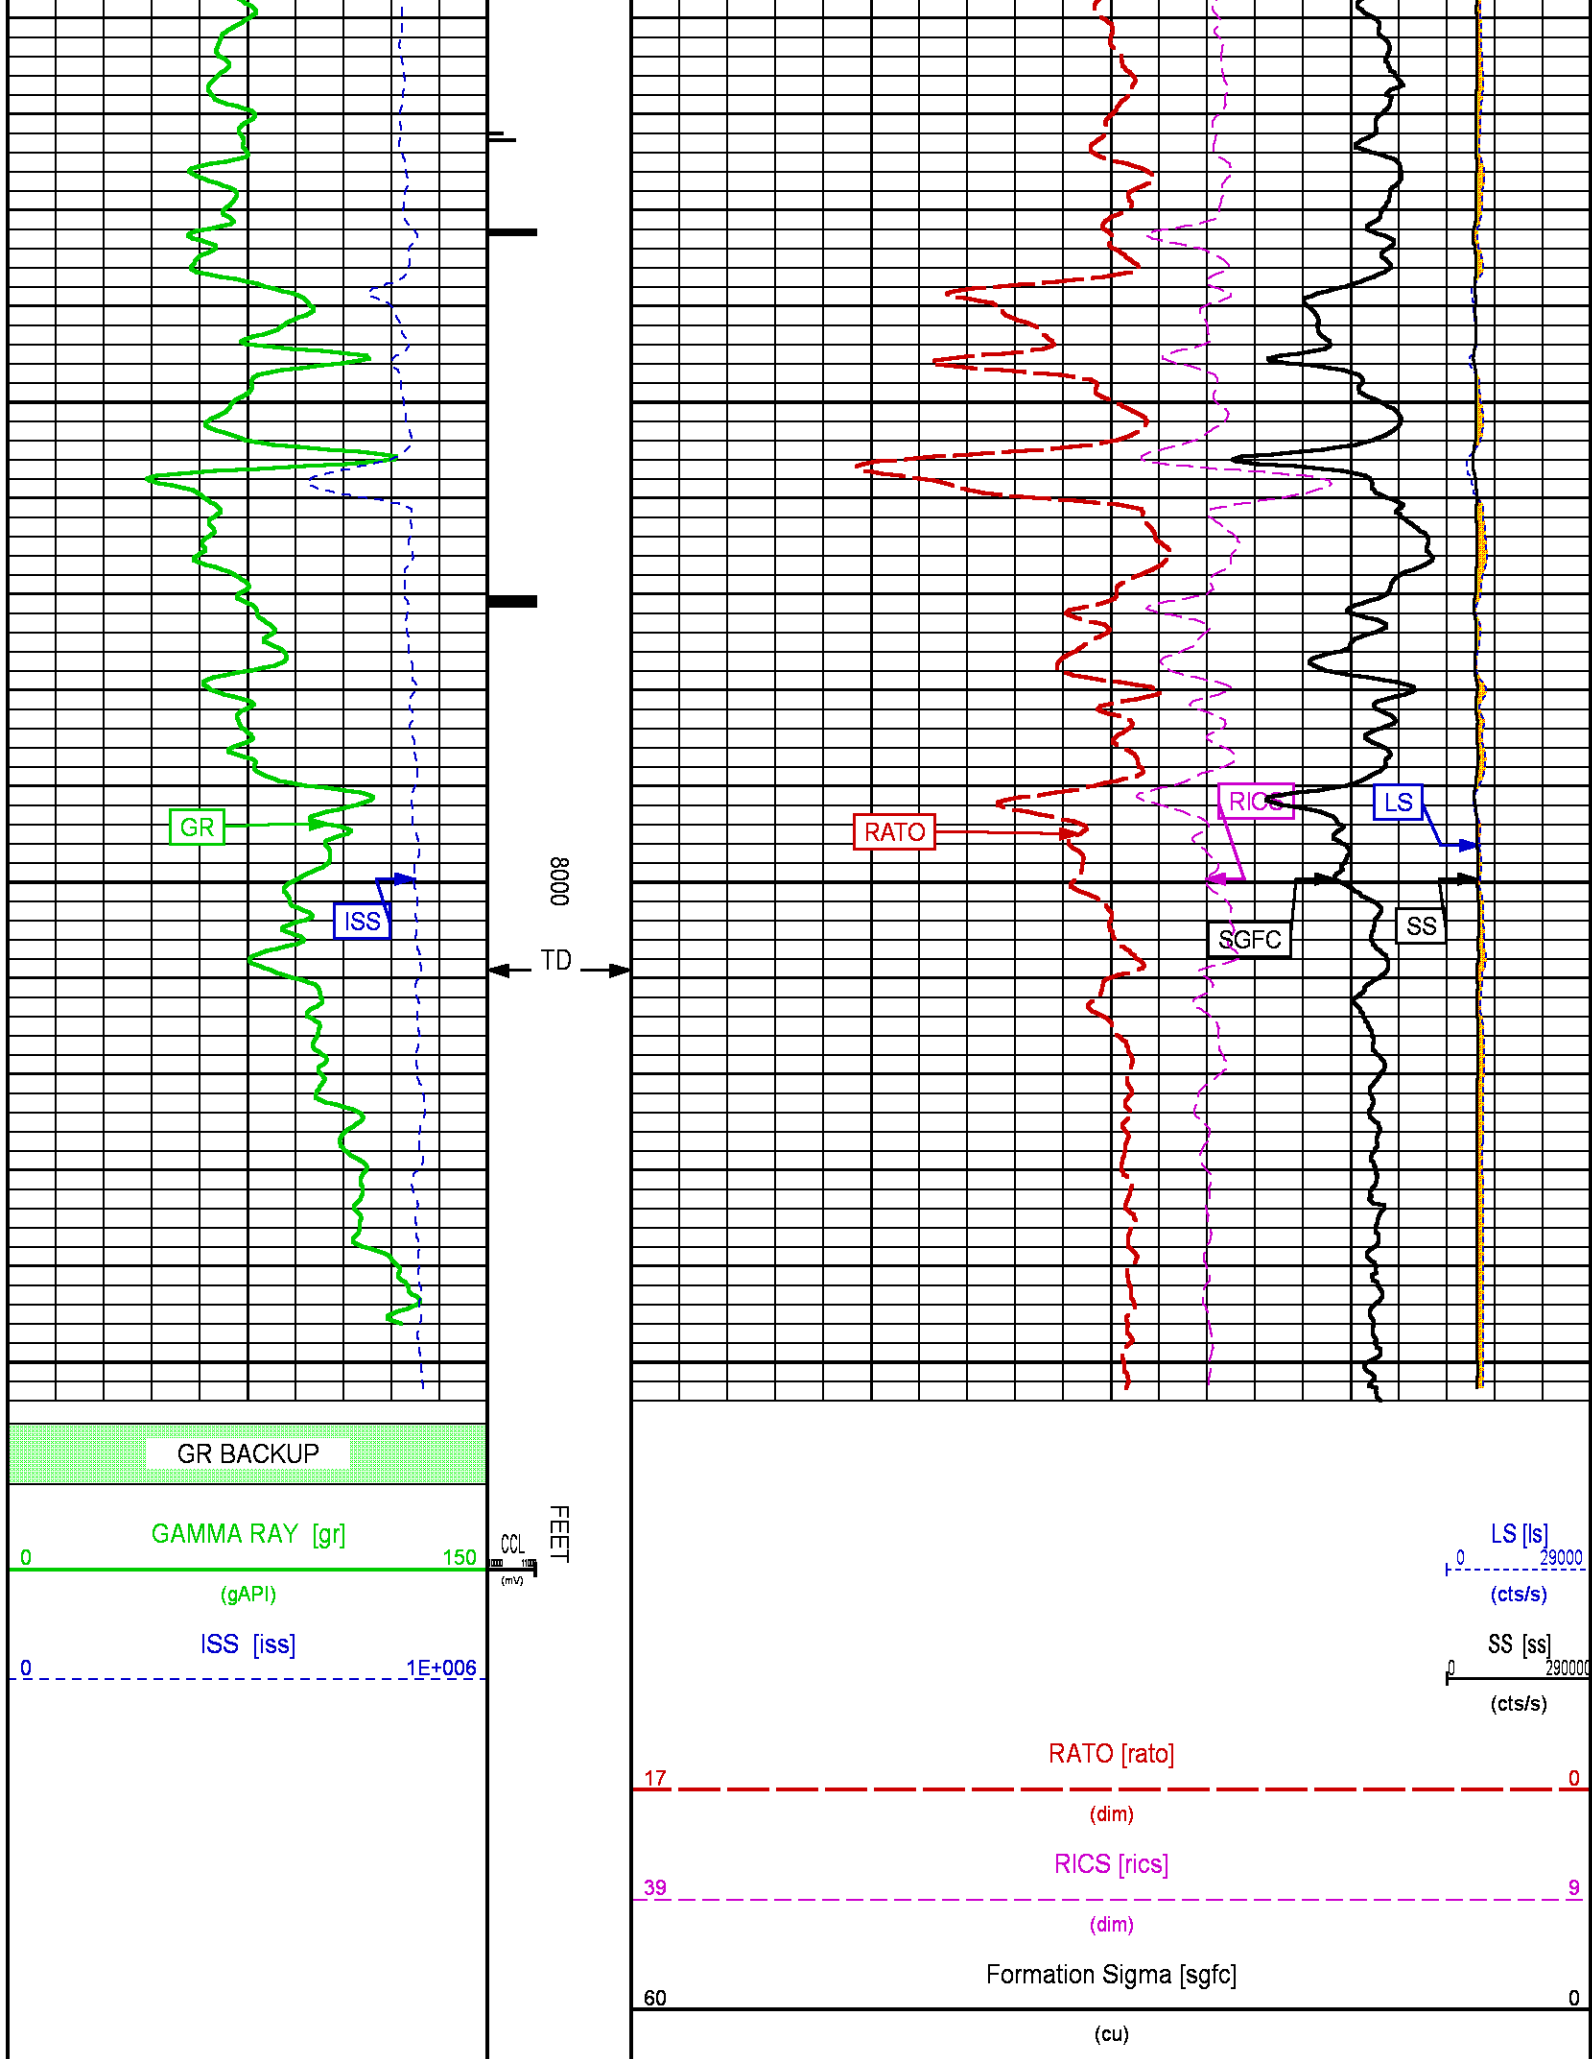 RICS
LS
GR
RATO
8000
ISS
SGFC
SS
TD
GR BACKUP
FEET
GAMMA RAY [gr]
0 150
(gAPI)
CCL
(mV)
LS [ls]
0 29000
(cts/s)
ISS [iss]
0 1E+006
SS [ss]
0 290000
(cts/s)
RATO [rato]
17 0
(dim)
RICS [rics]
39 9
(dim)
Formation Sigma [sgfc]
60 0
(cu)